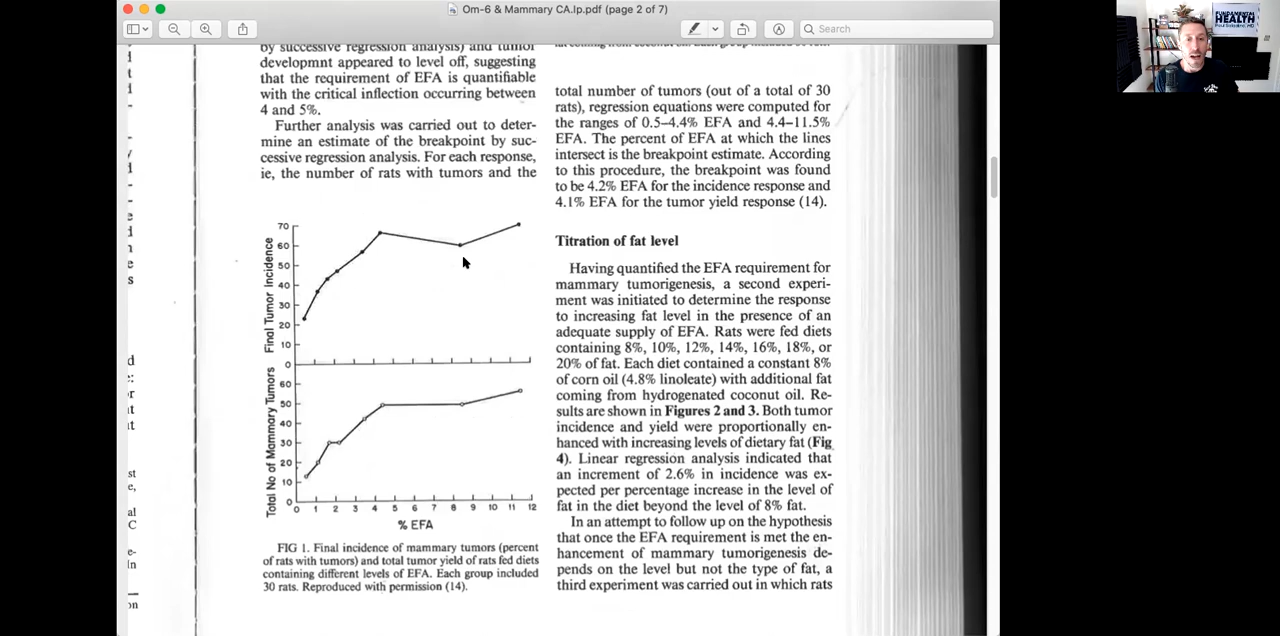 Om-6 & Mammary CA.lp.pdf (page 2 of 7)
Search
FUNDAMENTAL
HEALTH
by successive regression analysis) and tumor
developmnt appeared to level off, suggesting
that the requirement of EFA is quantifiable
with the critical inflection occurring between
4 and 5%.
Further analysis was carried out to deter-
mine an estimate of the breakpoint by suc-
cessive regression analysis. For each response,
ie, the number of rats with tumors and the
70
60
50
40
30
20
10
0
Final Tumor Incidence
60
50
40
30
20
10
0
Total No of Mammary Tumors
0 1 2 3 4 5 6 7 8 9 10 11 12
% EFA
FIG 1. Final incidence of mammary tumors (percent
of rats with tumors) and total tumor yield of rats fed diets
containing different levels of EFA. Each group included
30 rats. Reproduced with permission (14).
total number of tumors (out of a total of 30
rats), regression equations were computed for
the ranges of 0.5–4.4% EFA and 4.4–11.5%
EFA. The percent of EFA at which the lines
intersect is the breakpoint estimate. According
to this procedure, the breakpoint was found
to be 4.2% EFA for the incidence response and
4.1% EFA for the tumor yield response (14).
Titration of fat level
Having quantified the EFA requirement for
mammary tumorigenesis, a second experi-
ment was initiated to determine the response
to increasing fat level in the presence of an
adequate supply of EFA. Rats were fed diets
containing 8%, 10%, 12%, 14%, 16%, 18%, or
20% of fat. Each diet contained a constant 8%
of corn oil (4.8% linoleate) with additional fat
coming from hydrogenated coconut oil. Re-
sults are shown in Figures 2 and 3. Both tumor
incidence and yield were proportionally en-
hanced with increasing levels of dietary fat (Fig
4). Linear regression analysis indicated that
an increment of 2.6% in incidence was ex-
pected per percentage increase in the level of
fat in the diet beyond the level of 8% fat.
In an attempt to follow up on the hypothesis
that once the EFA requirement is met the en-
hancement of mammary tumorigenesis de-
pends on the level but not the type of fat, a
third experiment was carried out in which rats